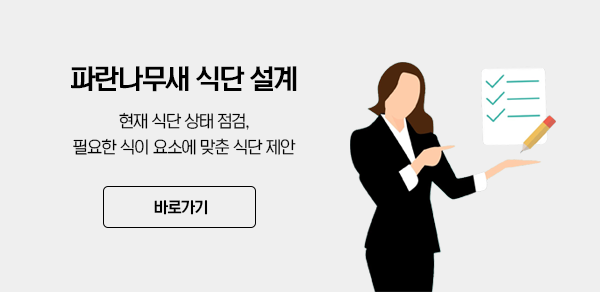 파란나무새 식단 설계
현재 식단 상태 점검,
필요한 식이 요소에 맞춘 식단 제안
바로가기